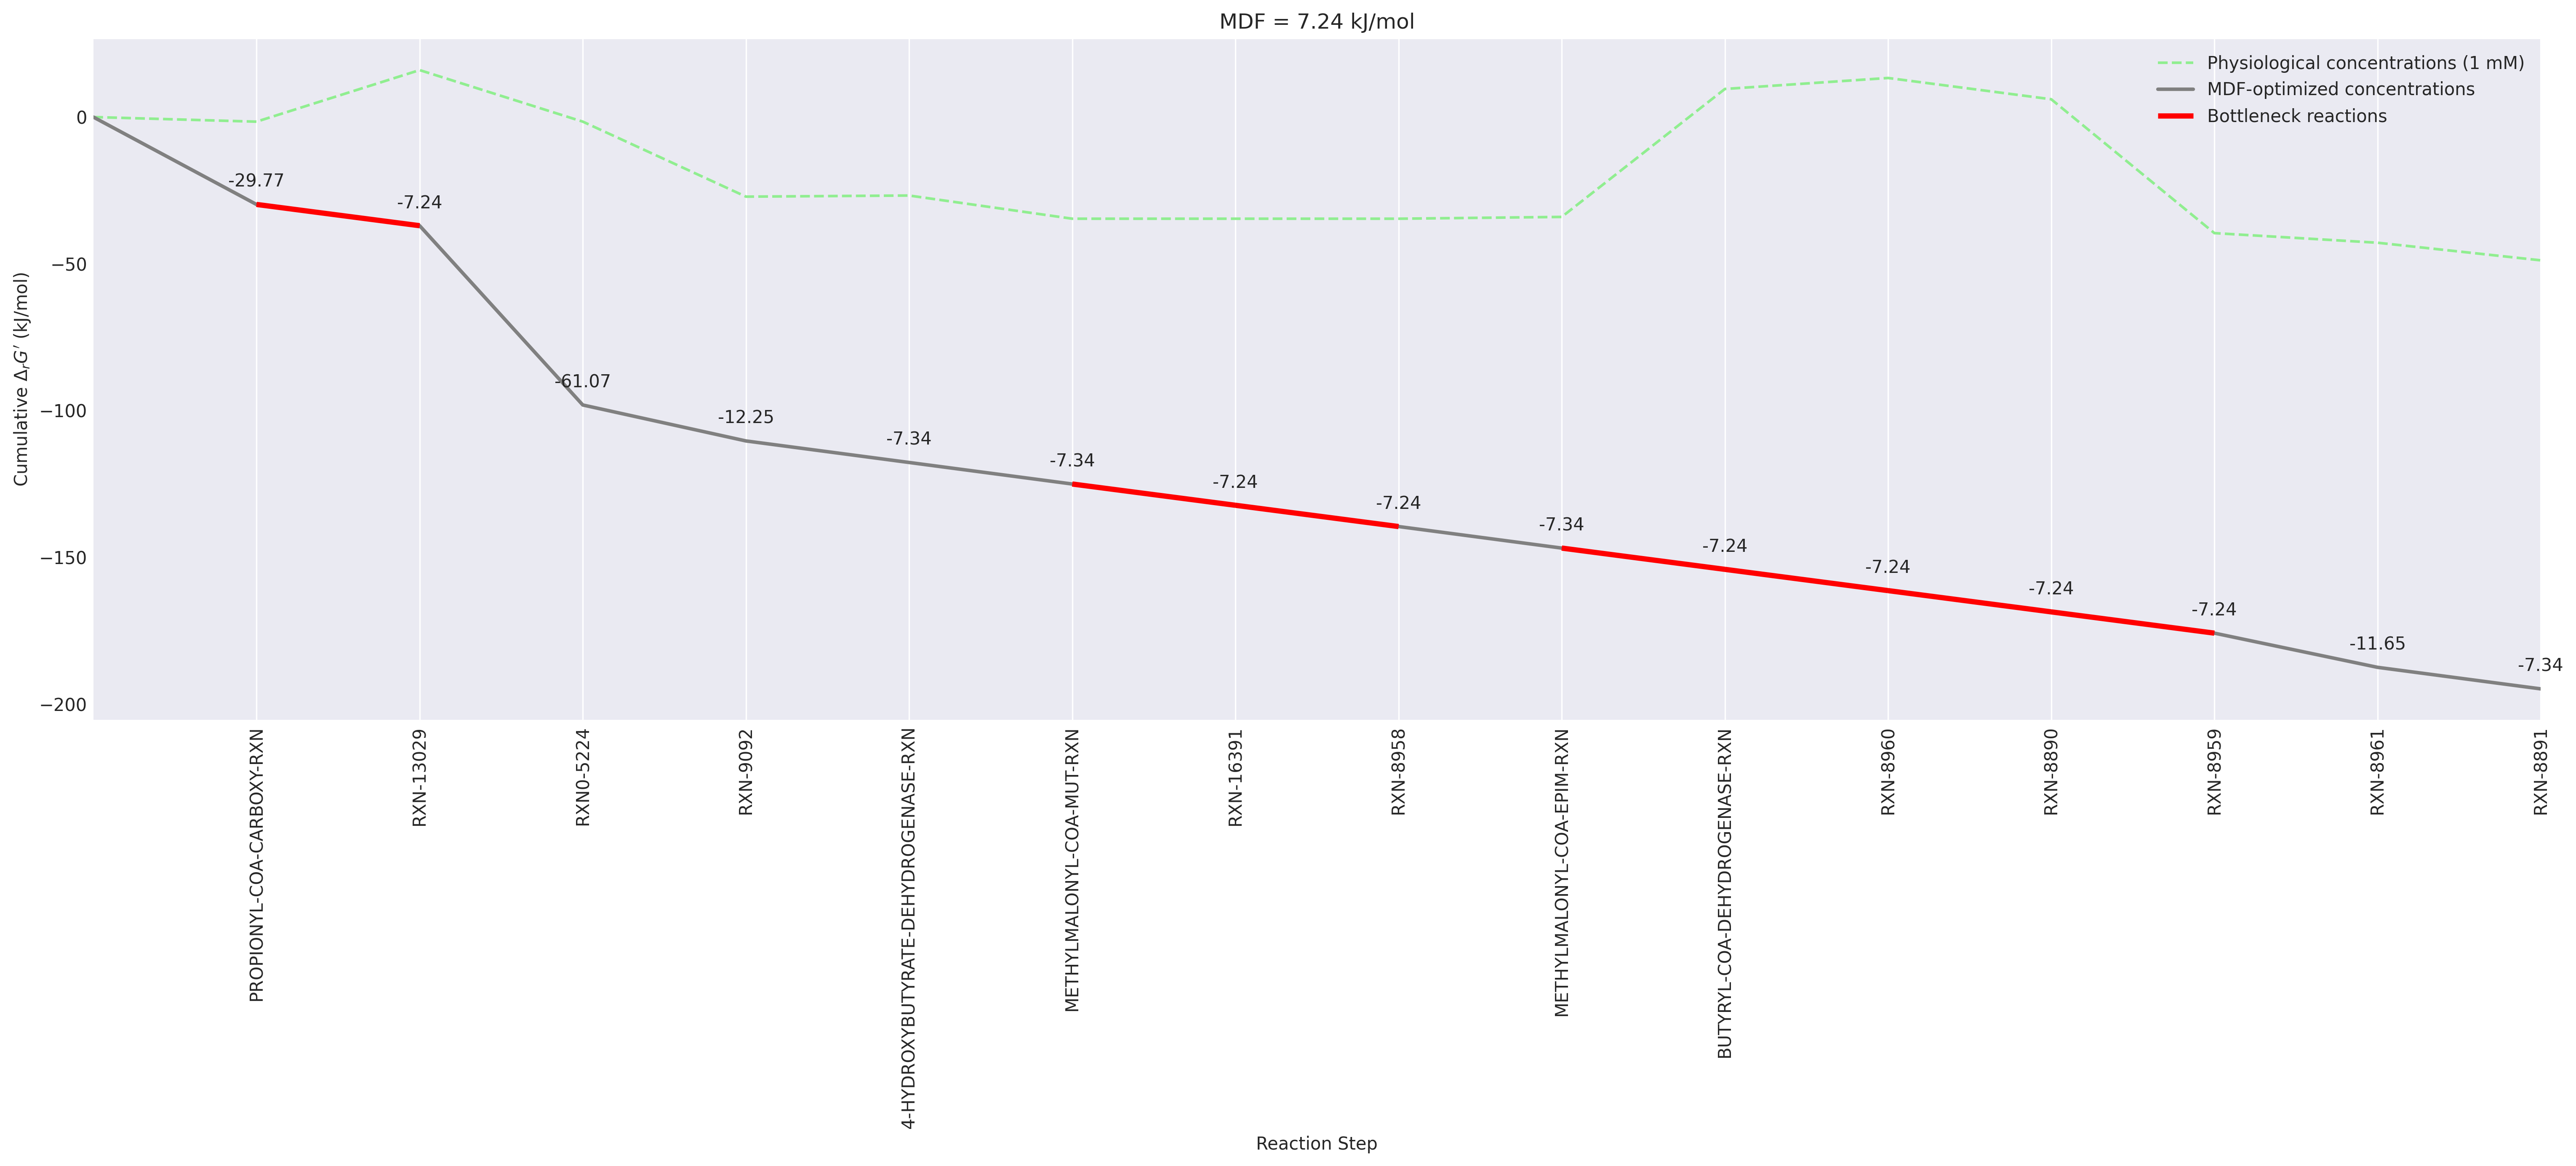 MDF = 7.24 kJ/mol
Physiological concentrations (1 mM)
MDF-optimized concentrations
Bottleneck reactions
Cumulative ΔrG′ (kJ/mol)
0
−50
−100
−150
−200
-29.77
-7.24
-61.07
-12.25
-7.34
-7.34
-7.24
-7.24
-7.34
-7.24
-7.24
-7.24
-7.24
-11.65
-7.34
PROPIONYL-COA-CARBOXY-RXN
RXN-13029
RXN0-5224
RXN-9092
4-HYDROXYBUTYRATE-DEHYDROGENASE-RXN
METHYLMALONYL-COA-MUT-RXN
RXN-16391
RXN-8958
METHYLMALONYL-COA-EPIM-RXN
BUTYRYL-COA-DEHYDROGENASE-RXN
RXN-8960
RXN-8890
RXN-8959
RXN-8961
RXN-8891
Reaction Step